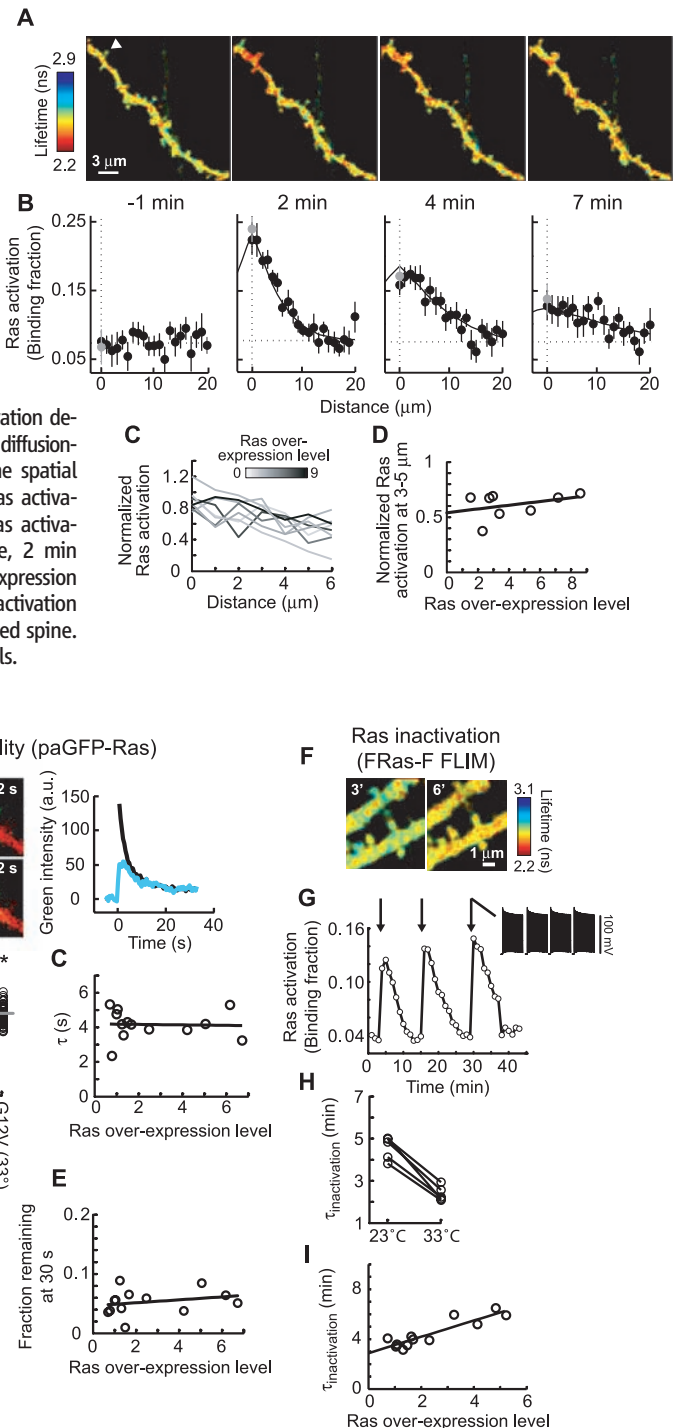 A
2.9
Lifetime (ns)
2.2
3 μm
B
-1 min
2 min
4 min
7 min
Ras activation
(Binding fraction)
0.25
0.15
0.05
0 10 20
0 10 20
0 10 20
0 10 20
Distance (μm)
ration de-
diffusion-
ne spatial
as activa-
as activa-
e, 2 min
xpression
activation
ed spine.
ls.
C
Ras over-
expression level
0 9
Normalized
Ras activation
1.2
0.8
0.4
0
0 1 2 3 4 5 6
Distance (μm)
D
Normalized Ras
activation at 3-5 μm
1
0.5
0
0 2 4 6 8
Ras over-expression level
lity (paGFP-Ras)
2 s
2 s
Green intensity (a.u.)
150
100
50
0
0 20 40
Time (s)
*
G12V (33°)
C
τ (s)
6
4
2
0
0 2 4 6
Ras over-expression level
E
Fraction remaining
at 30 s
0.2
0.1
0
0 2 4 6
Ras over-expression level
Ras inactivation
(FRas-F FLIM)
F
3'
6'
3.1
Lifetime (ns)
2.2
1 μm
G
100 mV
Ras activation
(Binding fraction)
0.16
0.10
0.04
0 10 20 30 40
Time (min)
H
τinactivation (min)
7
5
3
1
23°C 33°C
I
τinactivation (min)
8
4
0
0 2 4 6
Ras over-expression level